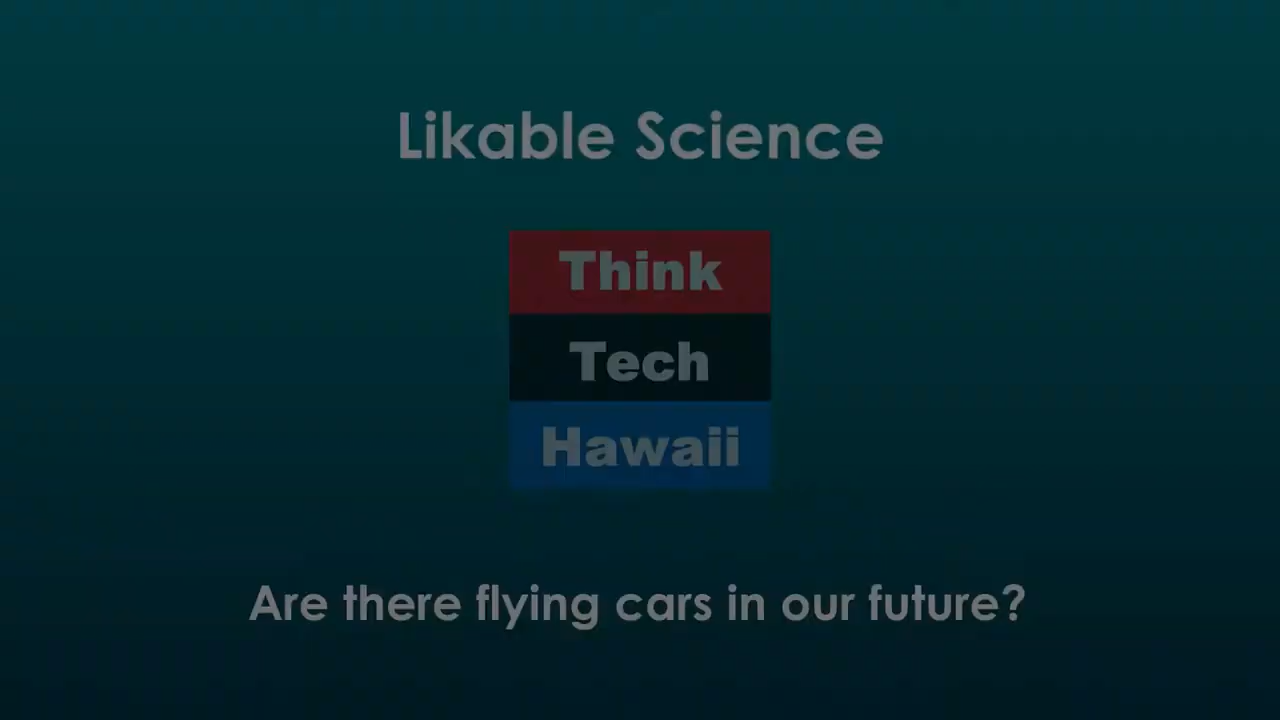 Likable Science
Think
Tech
Hawaii
Are there flying cars in our future?